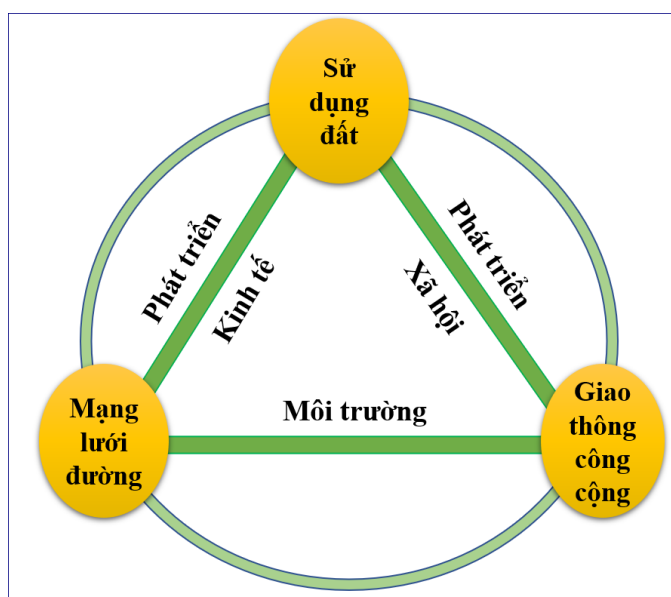 Sử
dụng
đất
Phát triển
Kinh tế
Phát triển
Xã hội
Môi trường
Mạng
lưới
đường
Giao
thông
công
cộng